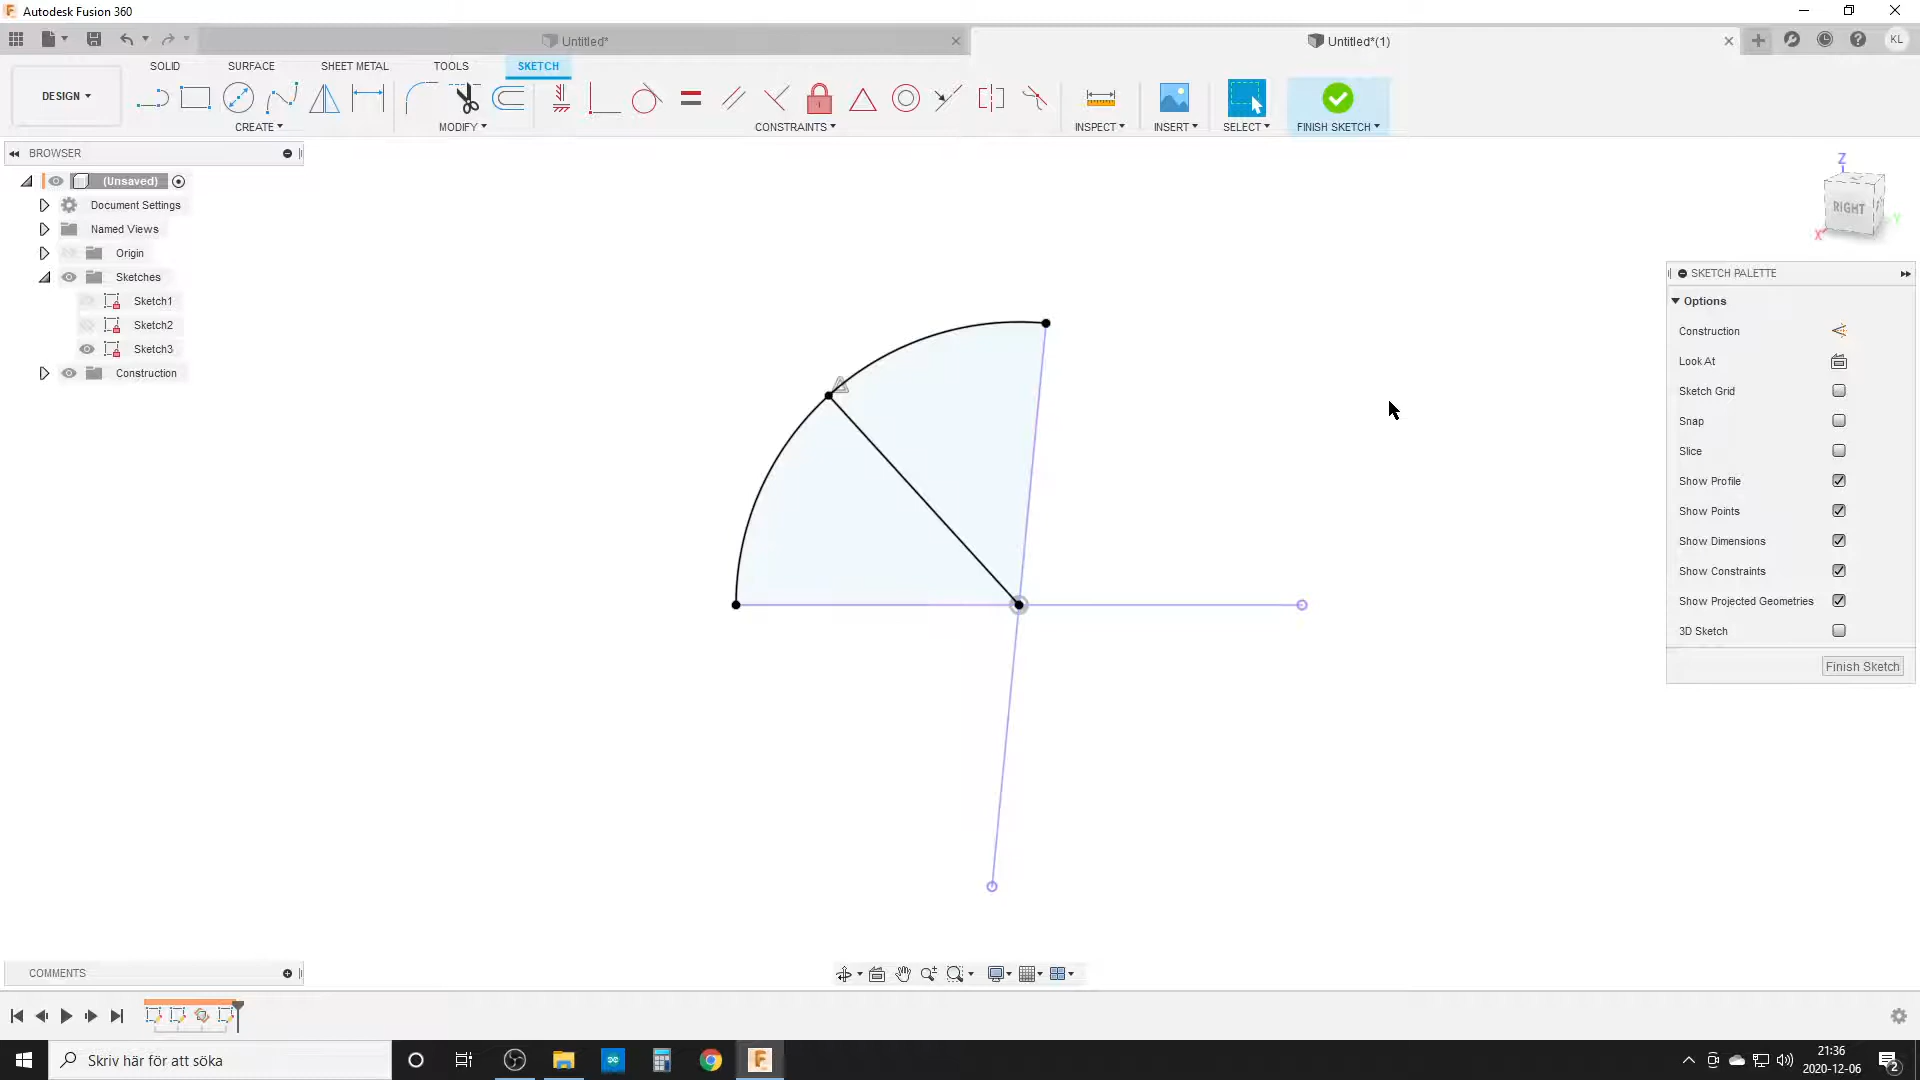 Autodesk Fusion 360
Untitled*
Untitled*(1)
KL
SOLID
SURFACE
SHEET METAL
TOOLS
SKETCH
DESIGN
CREATE
MODIFY
CONSTRAINTS
INSPECT
INSERT
SELECT
FINISH SKETCH
BROWSER
(Unsaved)
Document Settings
Named Views
Origin
Sketches
Sketch1
Sketch2
Sketch3
Construction
Z
RIGHT
X
Y
SKETCH PALETTE
Options
Construction
Look At
Sketch Grid
Snap
Slice
Show Profile
Show Points
Show Dimensions
Show Constraints
Show Projected Geometries
3D Sketch
Finish Sketch
COMMENTS
Skriv här för att söka
21:36
2020-12-06
2